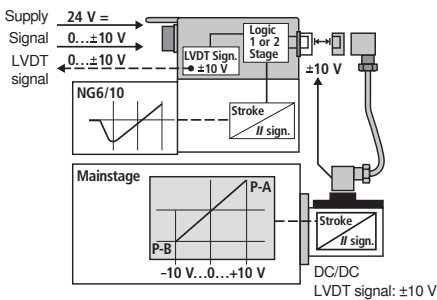 Supply 24 V =
Signal 0…±10 V
LVDT 0…±10 V
signal
Logic
1 or 2
Stage
LVDT Sign.
±10 V
±10 V
NG6/10
Stroke
// sign.
Mainstage
P-A
P-B
–10 V…0…+10 V
Stroke
// sign.
DC/DC
LVDT signal: ±10 V